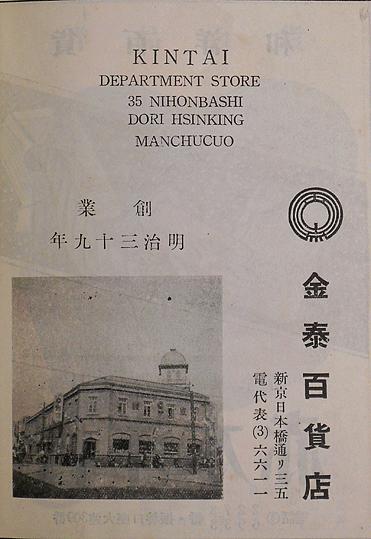 KINTAI
DEPARTMENT STORE
35 NIHONBASHI
DORI HSINKING
MANCHUCUO
業創
年九十三治明
金泰百貨店
新京日本橋通リ三五
電代表(3)六六一一